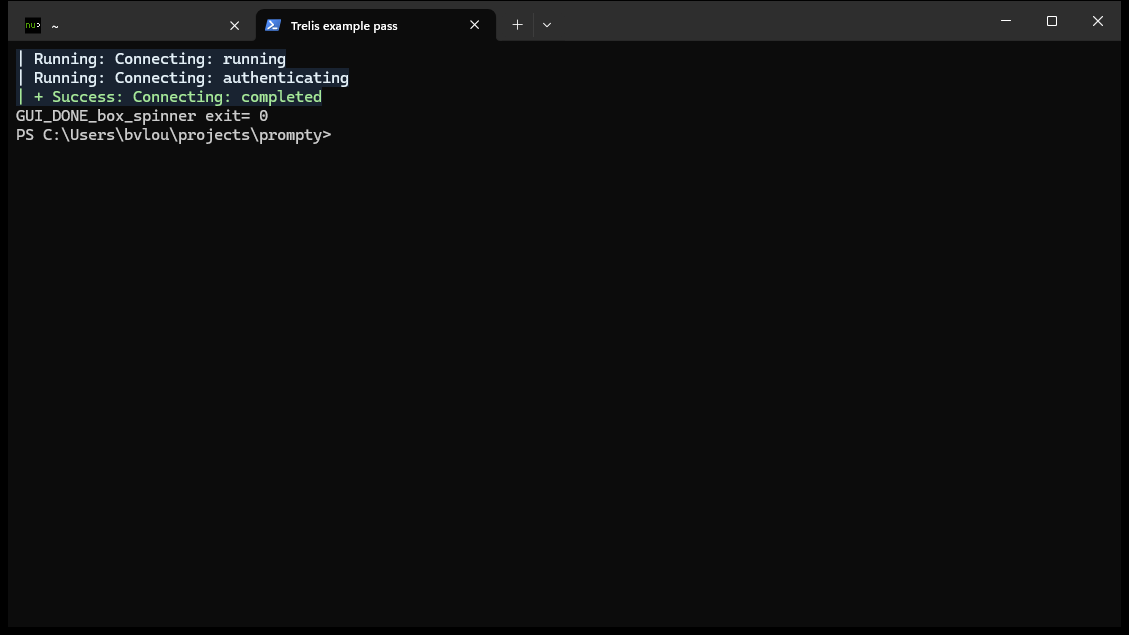 nu> ~
Trelis example pass
| Running: Connecting: running
| Running: Connecting: authenticating
| + Success: Connecting: completed
GUI_DONE_box_spinner exit= 0
PS C:\Users\bvlou\projects\prompty>